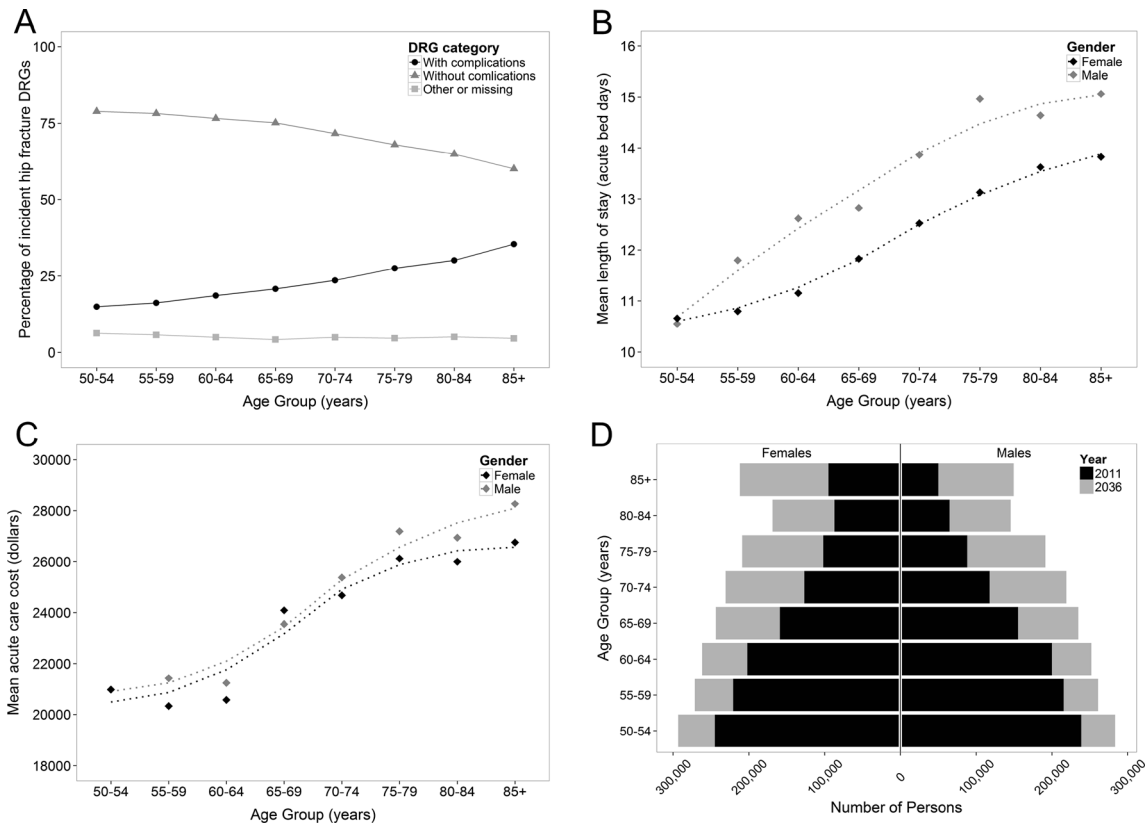 A
DRG category
With complications
Without comlications
Other or missing
Percentage of incident hip fracture DRGs
100
75
50
25
0
50-54 55-59 60-64 65-69 70-74 75-79 80-84 85+
Age Group (years)
B
Gender
Female
Male
Mean length of stay (acute bed days)
16
15
14
13
12
11
10
50-54 55-59 60-64 65-69 70-74 75-79 80-84 85+
Age Group (years)
C
Gender
Female
Male
Mean acute care cost (dollars)
30000
28000
26000
24000
22000
20000
18000
50-54 55-59 60-64 65-69 70-74 75-79 80-84 85+
Age Group (years)
D
Females Males
Year
2011
2036
Age Group (years)
85+
80-84
75-79
70-74
65-69
60-64
55-59
50-54
300,000 200,000 100,000 0 100,000 200,000 300,000
Number of Persons